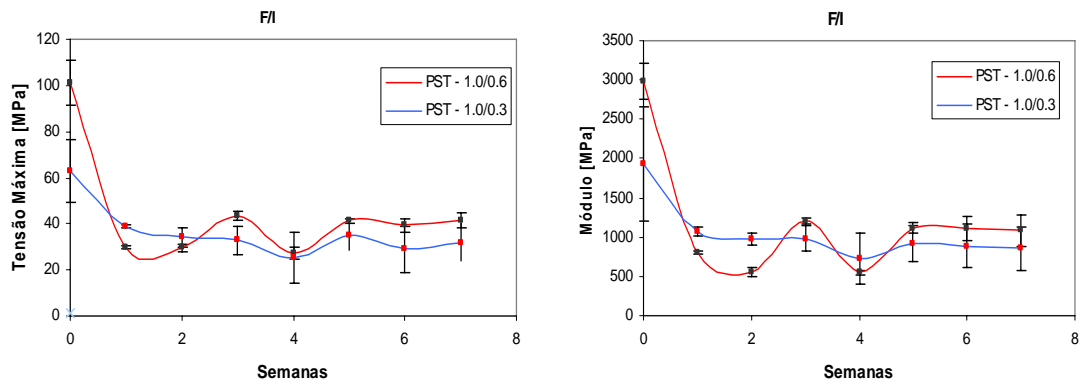 F/I
120
100
80
60
40
20
0
Tensão Máxima [MPa]
PST - 1.0/0.6
PST - 1.0/0.3
0 2 4 6 8
Semanas
F/I
3500
3000
2500
2000
1500
1000
500
0
Módulo [MPa]
PST - 1.0/0.6
PST - 1.0/0.3
0 2 4 6 8
Semanas